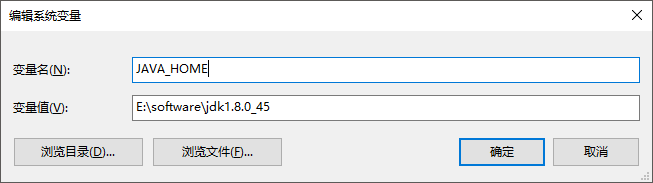 编辑系统变量
变量名(N): JAVA_HOME
变量值(V): E:\software\jdk1.8.0_45
浏览目录(D)... 浏览文件(F)... 确定 取消